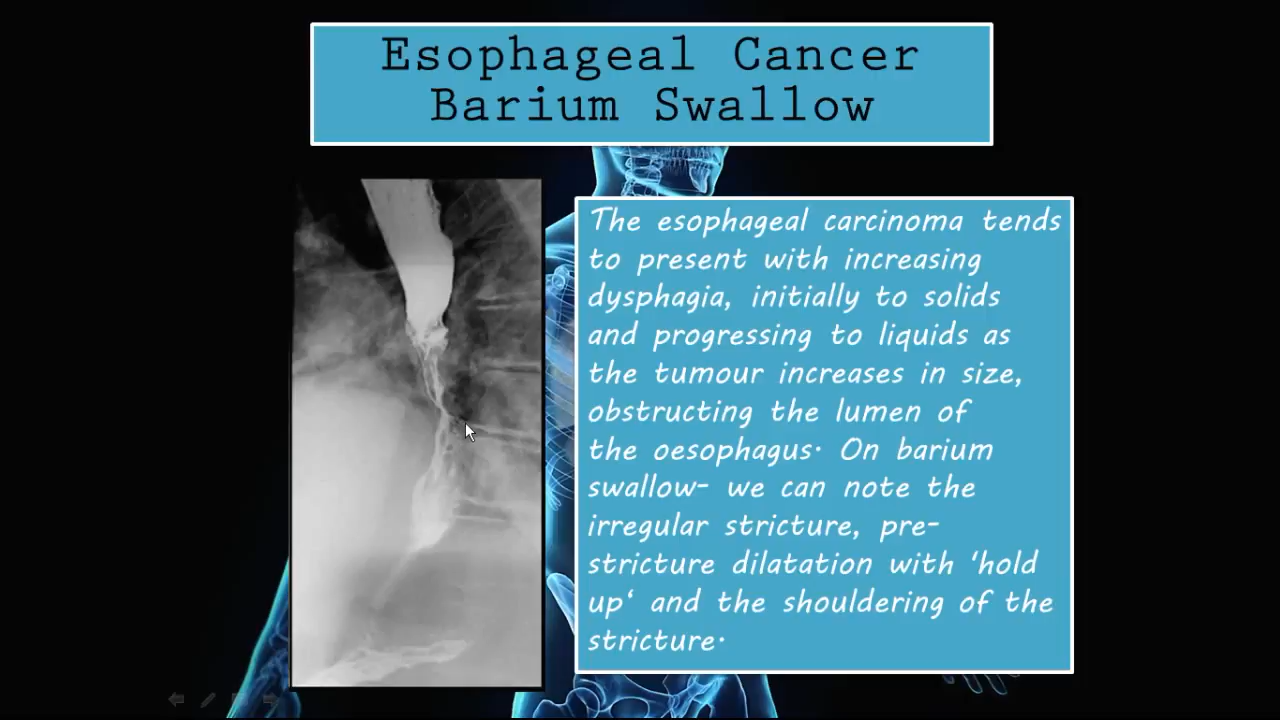 Esophageal Cancer
Barium Swallow
The esophageal carcinoma tends
to present with increasing
dysphagia, initially to solids
and progressing to liquids as
the tumour increases in size,
obstructing the lumen of
the oesophagus. On barium
swallow- we can note the
irregular stricture, pre-
stricture dilatation with ‘hold
up‘ and the shouldering of the
stricture.